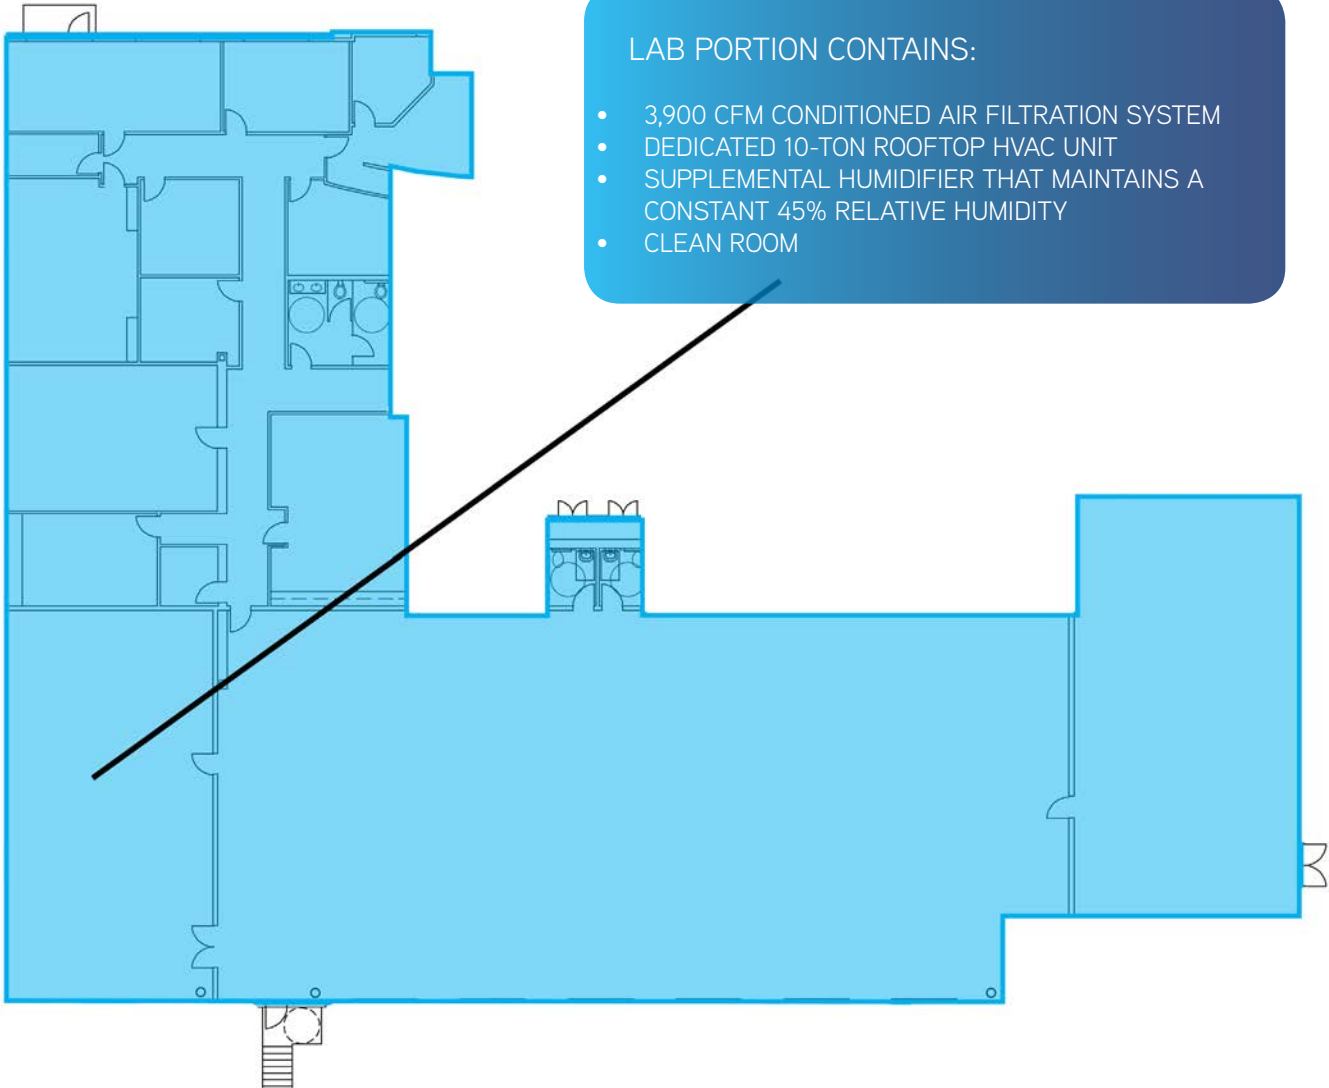 LAB PORTION CONTAINS:
• 3,900 CFM CONDITIONED AIR FILTRATION SYSTEM
• DEDICATED 10-TON ROOFTOP HVAC UNIT
• SUPPLEMENTAL HUMIDIFIER THAT MAINTAINS A
CONSTANT 45% RELATIVE HUMIDITY
• CLEAN ROOM